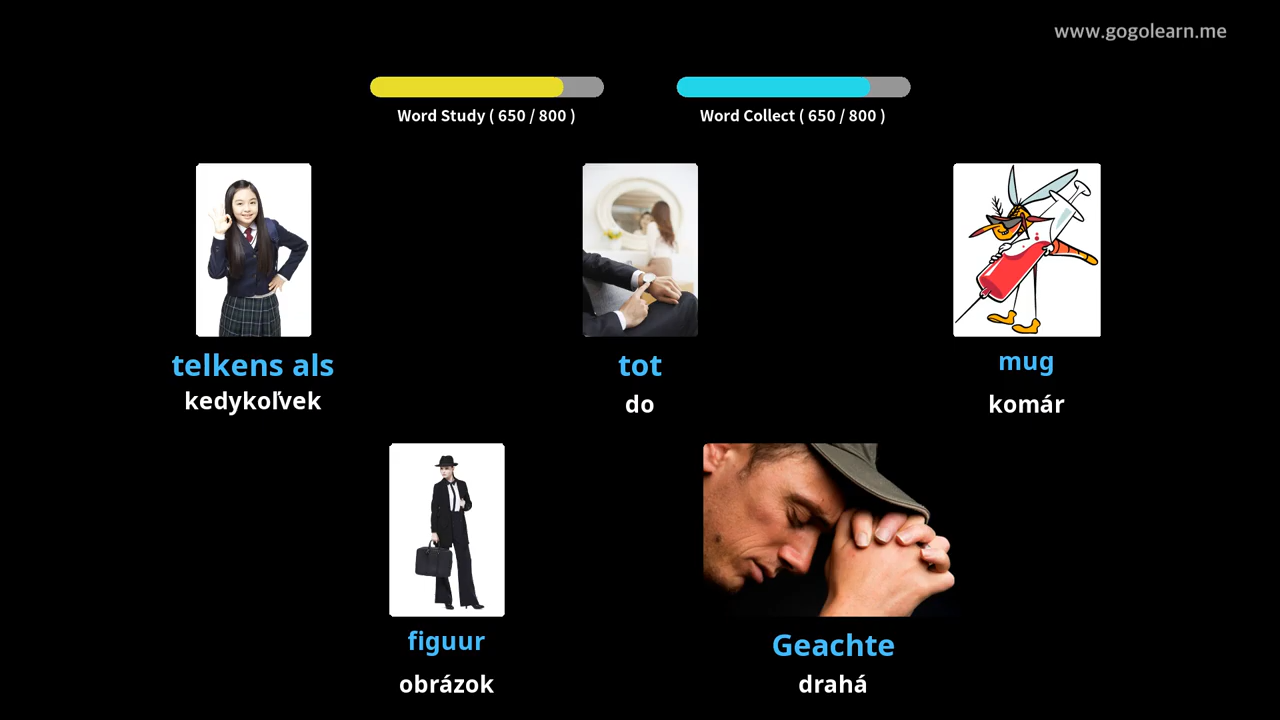 www.gogolearn.me
Word Study ( 650 / 800 )
Word Collect ( 650 / 800 )
telkens als
kedykoľvek
tot
do
mug
komár
figuur
obrázok
Geachte
drahá